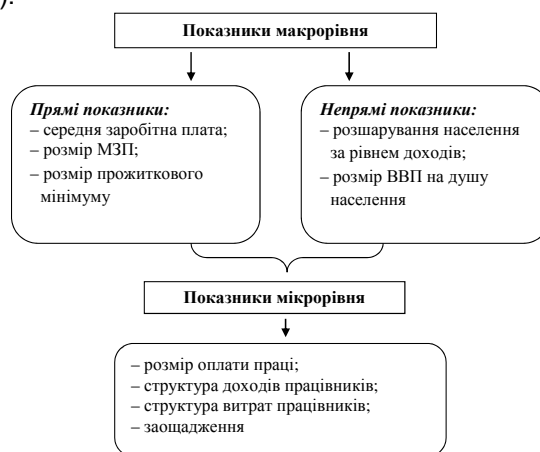 ).
Показники макрорівня
Прямі показники:
– середня заробітна плата;
– розмір МЗП;
– розмір прожиткового
мінімуму
Непрямі показники:
– розшарування населення
за рівнем доходів;
– розмір ВВП на душу
населення
Показники мікрорівня
– розмір оплати праці;
– структура доходів працівників;
– структура витрат працівників;
– заощадження